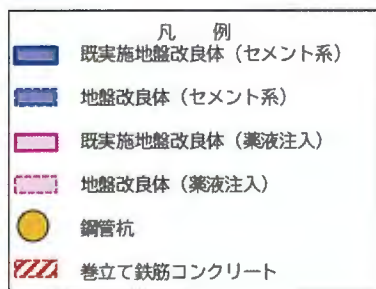 凡 例
既実施地盤改良体（セメント系）
地盤改良体（セメント系）
既実施地盤改良体（薬液注入）
地盤改良体（薬液注入）
鋼管杭
巻立て鉄筋コンクリート